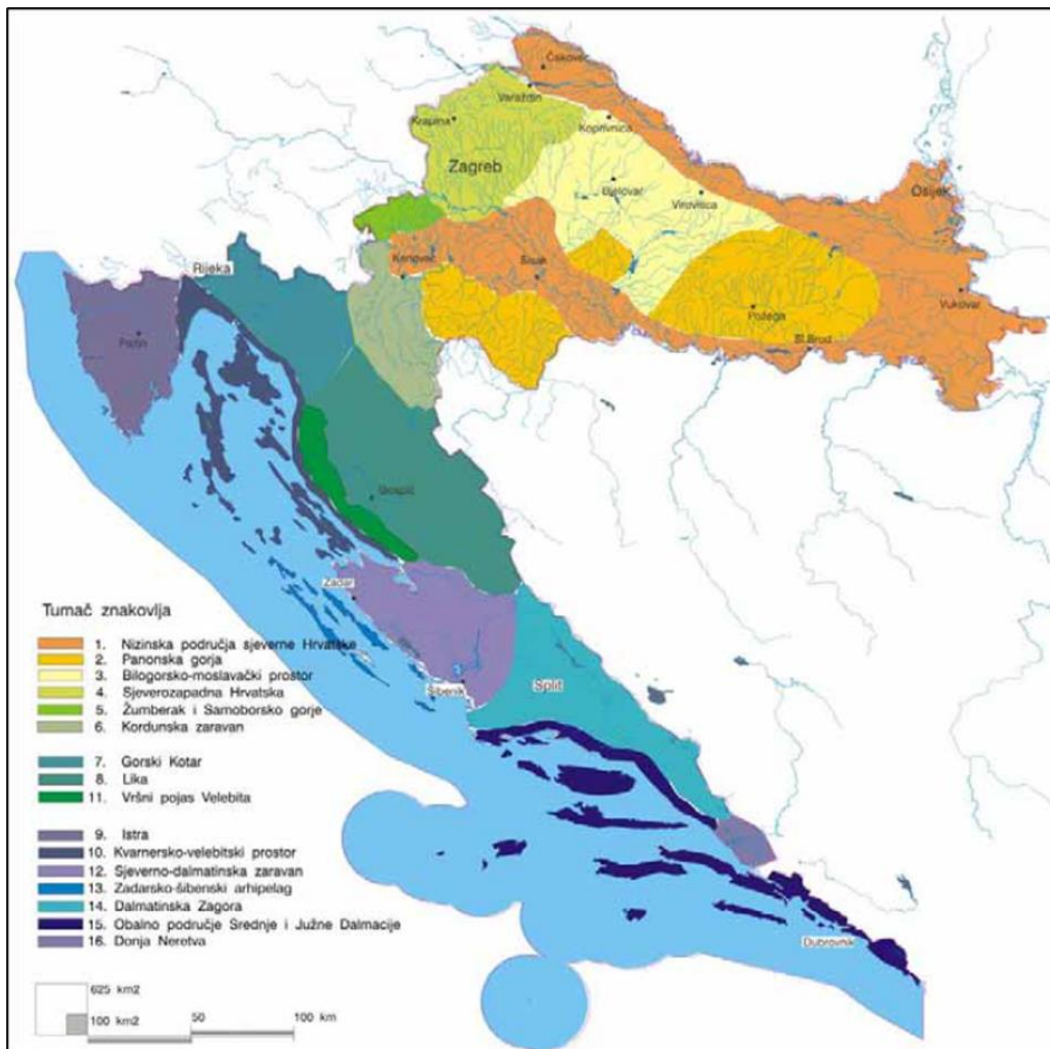 Čakovec
Varaždin
Krapina
Koprivnica
Zagreb
Bjelovar
Virovitica
Osijek
Rijeka
Karlovac
Sisak
Vukovar
Požega
Sl.Brod
Pazin
Gospić
Zadar
Šibenik
Split
Dubrovnik
Tumač znakovlja
1. Nizinska područja sjeverne Hrvatske
2. Panonska gorja
3. Bilogorsko-moslavački prostor
4. Sjeverozapadna Hrvatska
5. Žumberak i Samoborsko gorje
6. Kordunska zaravan
7. Gorski Kotar
8. Lika
11. Vršni pojas Velebita
9. Istra
10. Kvarnersko-velebitski prostor
12. Sjeverno-dalmatinska zaravan
13. Zadarsko-šibenski arhipelag
14. Dalmatinska Zagora
15. Obalno područje Srednje i Južne Dalmacije
16. Donja Neretva
625 km2
100 km2
50
100 km